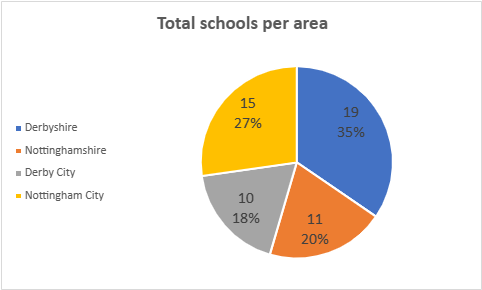 Total schools per area
Derbyshire
Nottinghamshire
Derby City
Nottingham City
15
27%
19
35%
10
18%
11
20%